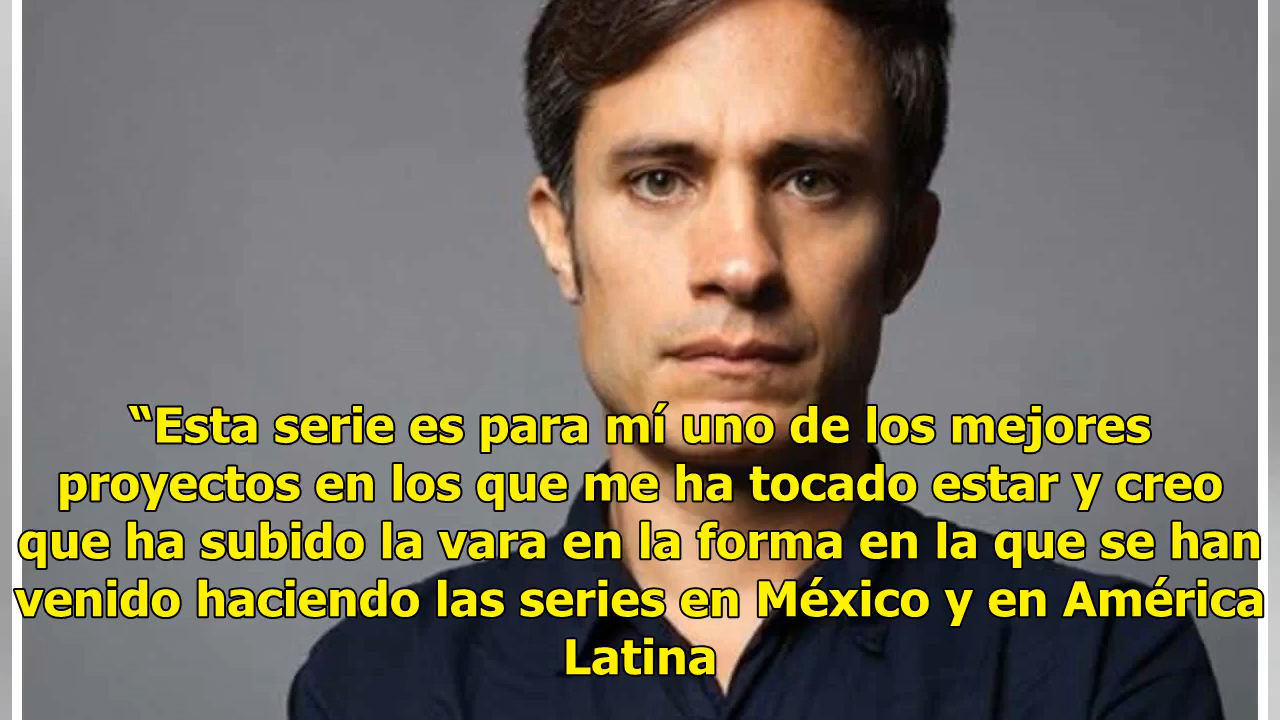 “Esta serie es para mí uno de los mejores
proyectos en los que me ha tocado estar y creo
que ha subido la vara en la forma en la que se han
venido haciendo las series en México y en América
Latina